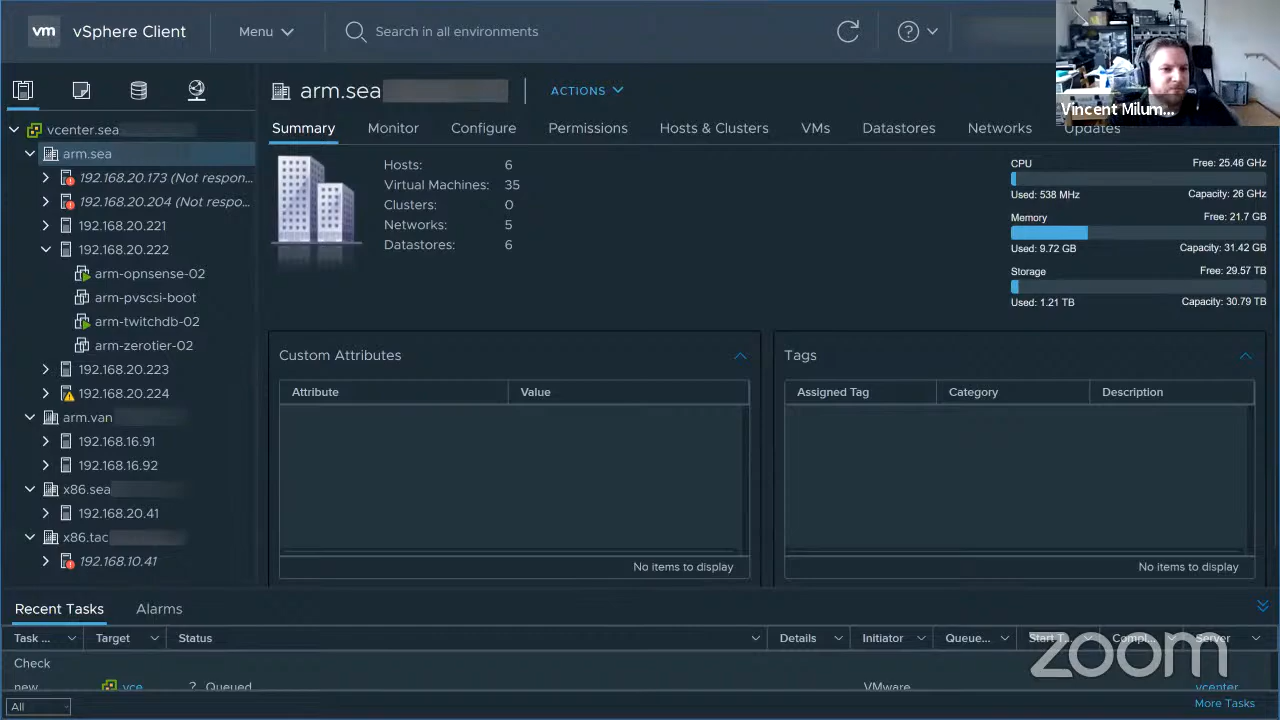 vm vSphere Client Menu Search in all environments
Vincent Milum...
arm.sea ACTIONS
Summary Monitor Configure Permissions Hosts & Clusters VMs Datastores Networks Updates
vcenter.sea
arm.sea
192.168.20.173 (Not respon...
192.168.20.204 (Not respo...
192.168.20.221
192.168.20.222
arm-opnsense-02
arm-pvscsi-boot
arm-twitchdb-02
arm-zerotier-02
192.168.20.223
192.168.20.224
arm.van
192.168.16.91
192.168.16.92
x86.sea
192.168.20.41
x86.tac
192.168.10.41
Hosts: 6
Virtual Machines: 35
Clusters: 0
Networks: 5
Datastores: 6
CPU Free: 25.46 GHz
Used: 538 MHz Capacity: 26 GHz
Memory Free: 21.7 GB
Used: 9.72 GB Capacity: 31.42 GB
Storage Free: 29.57 TB
Used: 1.21 TB Capacity: 30.79 TB
Custom Attributes
Attribute Value
No items to display
Tags
Assigned Tag Category Description
No items to display
Recent Tasks Alarms
Task ... Target Status Details Initiator Queue... Start T... Compl... Server
Check
new vce ? Queued VMware vcenter
All More Tasks
zoom